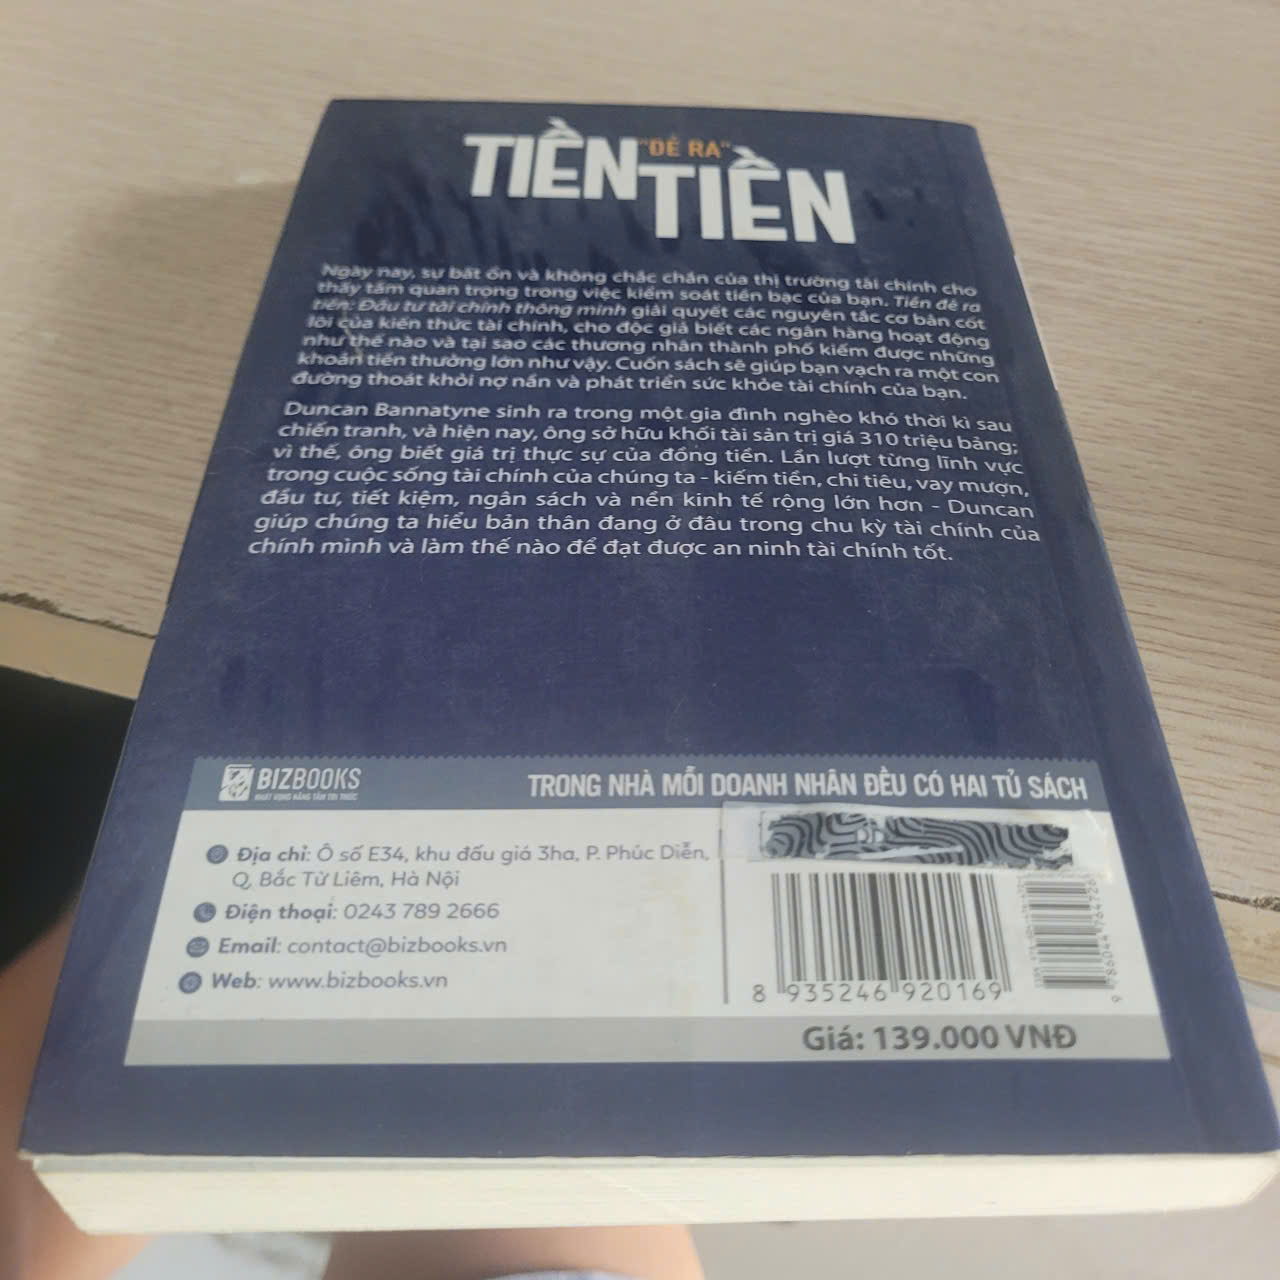 TIỀN "ĐẺ RA" TIỀN
Ngày nay, sự bất ổn và không chắc chắn của thị trường tài chính cho
thấy tầm quan trọng trong việc kiểm soát tiền bạc của bạn. Tiền đẻ ra
tiền: Đầu tư tài chính thông minh giải quyết các nguyên tắc cơ bản cốt
lõi của kiến thức tài chính, cho độc giả biết các ngân hàng hoạt động
như thế nào và tại sao các thương nhân thành phố kiếm được những
khoản tiền thưởng lớn như vậy. Cuốn sách sẽ giúp bạn vạch ra một con
đường thoát khỏi nợ nần và phát triển sức khỏe tài chính của bạn.
Duncan Bannatyne sinh ra trong một gia đình nghèo khó thời kì sau
chiến tranh, và hiện nay, ông sở hữu khối tài sản trị giá 310 triệu bảng;
vì thế, ông biết giá trị thực sự của đồng tiền. Lần lượt từng lĩnh vực
trong cuộc sống tài chính của chúng ta - kiếm tiền, chi tiêu, vay mượn,
đầu tư, tiết kiệm, ngân sách và nền kinh tế rộng lớn hơn - Duncan
giúp chúng ta hiểu bản thân đang ở đâu trong chu kỳ tài chính của
chính mình và làm thế nào để đạt được an ninh tài chính tốt.
BIZBOOKS
KHÁT VỌNG NÂNG TẦM TRI THỨC
TRONG NHÀ MỖI DOANH NHÂN ĐỀU CÓ HAI TỦ SÁCH
Địa chỉ: Ô số E34, khu đấu giá 3ha, P. Phúc Diễn,
Q. Bắc Từ Liêm, Hà Nội
Điện thoại: 0243 789 2666
Email: contact@bizbooks.vn
Web: www.bizbooks.vn
8 935246 920169
9 786044 764726
Giá: 139.000 VNĐ